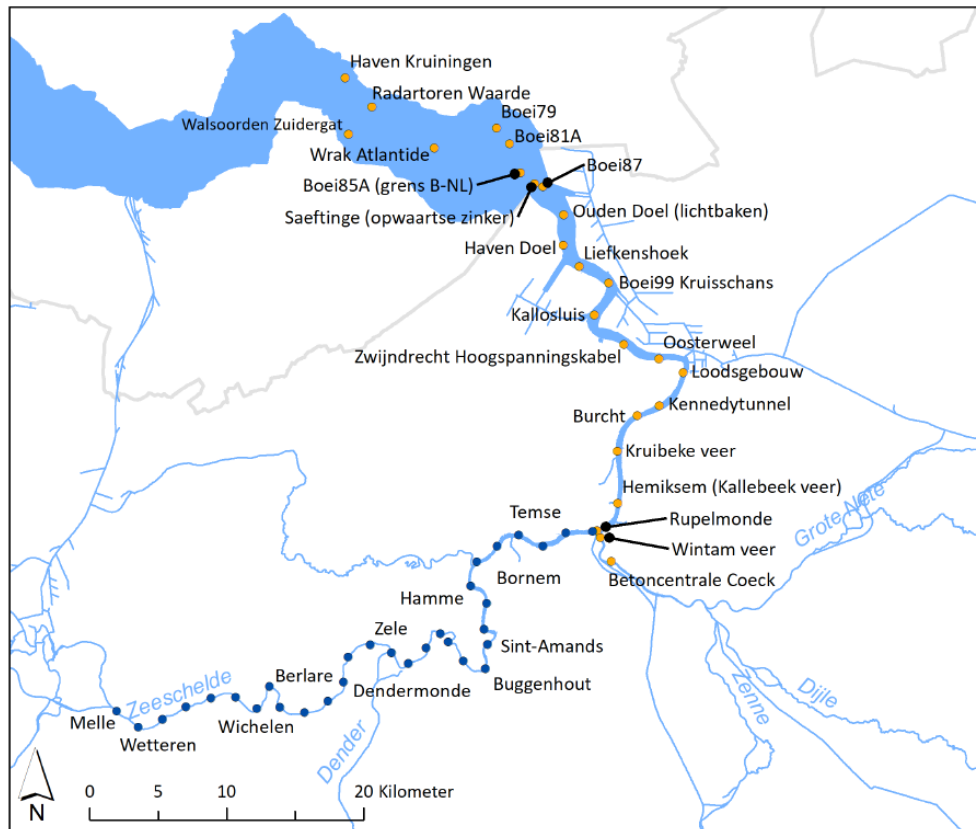 Haven Kruiningen
Radartoren Waarde
Boei79
Walsoorden Zuidergat
Boei81A
Wrak Atlantide
Boei87
Boei85A (grens B-NL)
Saeftinge (opwaartse zinker)
Ouden Doel (lichtbaken)
Haven Doel
Liefkenshoek
Boei99 Kruisschans
Kallosluis
Oosterweel
Zwijndrecht Hoogspanningskabel
Loodsgebouw
Kennedytunnel
Burcht
Kruibeke veer
Hemiksem (Kallebeek veer)
Grote Nete
Temse
Rupelmonde
Wintam veer
Bornem
Betoncentrale Coeck
Hamme
Zele
Sint-Amands
Berlare
Zeeschelde
Dendermonde
Buggenhout
Dijle
Zenne
Melle
Wichelen
Wetteren
Dender
N
0 5 10 20 Kilometer